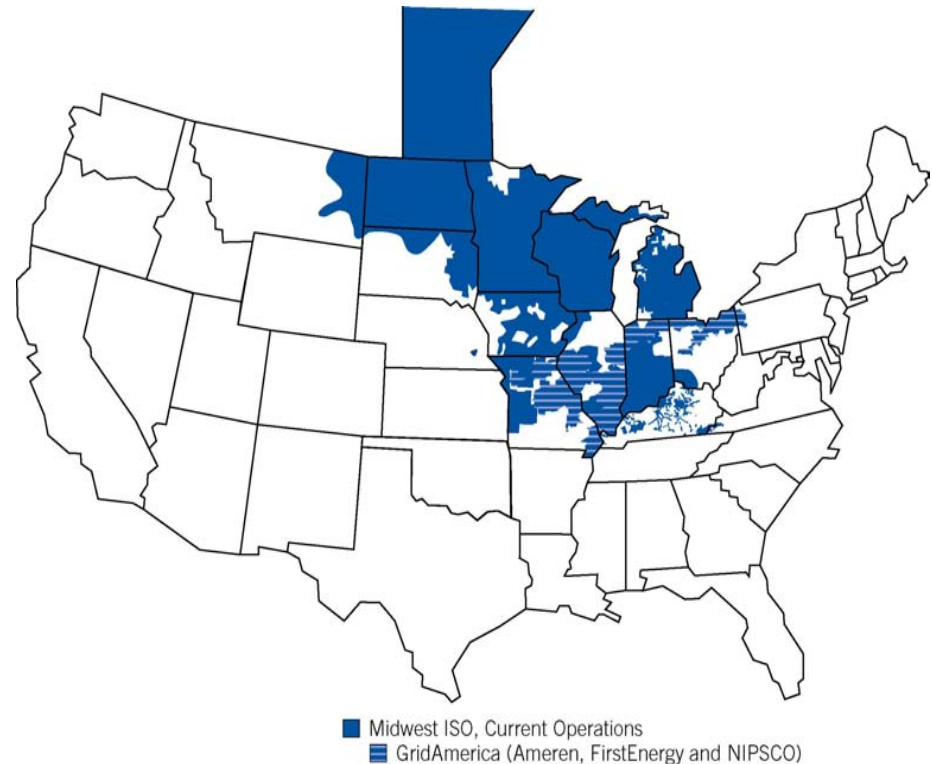 Midwest ISO, Current Operations
GridAmerica (Ameren, FirstEnergy and NIPSCO)